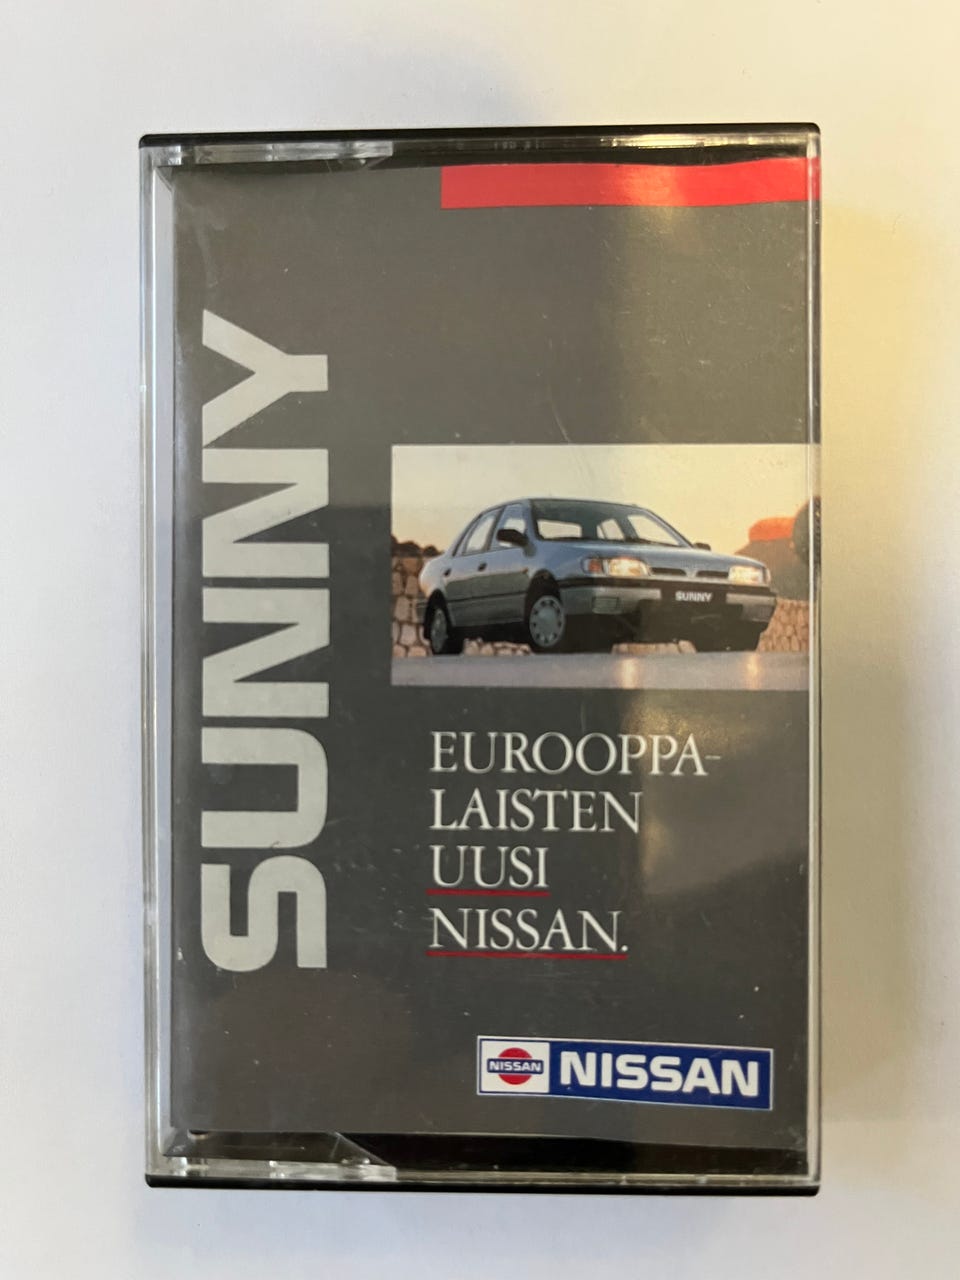 SUNNY
SUNNY
EUROOPPA-
LAISTEN
UUSI
NISSAN.
NISSAN
NISSAN